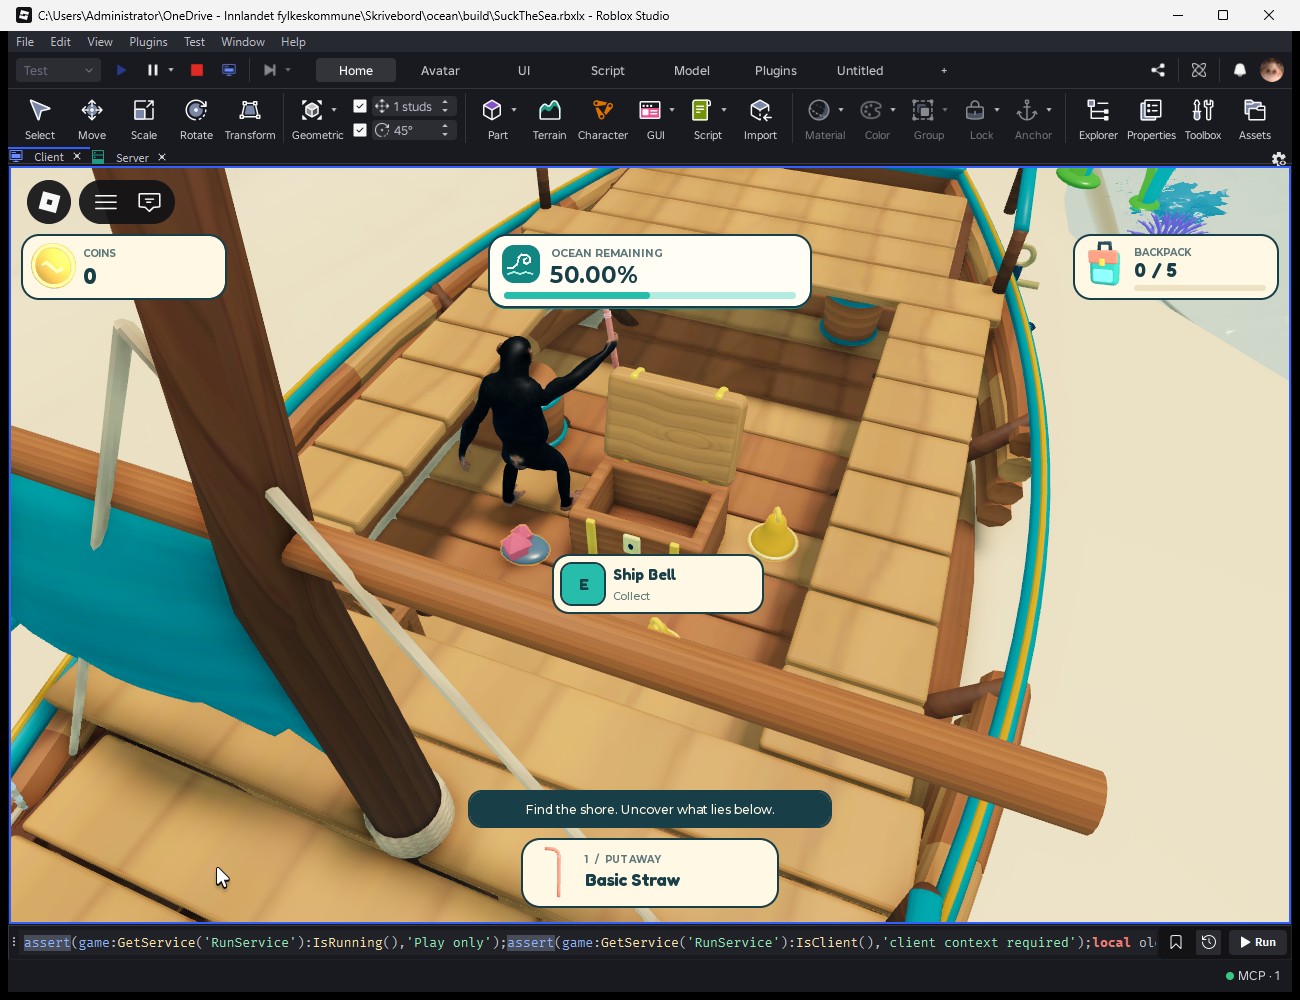 C:\Users\Administrator\OneDrive - Innlandet fylkeskommune\Skrivebord\ocean\build\SuckTheSea.rbxlx - Roblox Studio
File Edit View Plugins Test Window Help
Test Home Avatar UI Script Model Plugins Untitled +
1 studs
45°
Select Move Scale Rotate Transform Geometric Part Terrain Character GUI Script Import Material Color Group Lock Anchor Explorer Properties Toolbox Assets
Client Server
COINS
0
OCEAN REMAINING
50.00%
BACKPACK
0 / 5
E
Ship Bell
Collect
Find the shore. Uncover what lies below.
1 / PUT AWAY
Basic Straw
assert(game:GetService('RunService'):IsRunning(),'Play only');assert(game:GetService('RunService'):IsClient(),'client context required');local
Run
MCP · 1